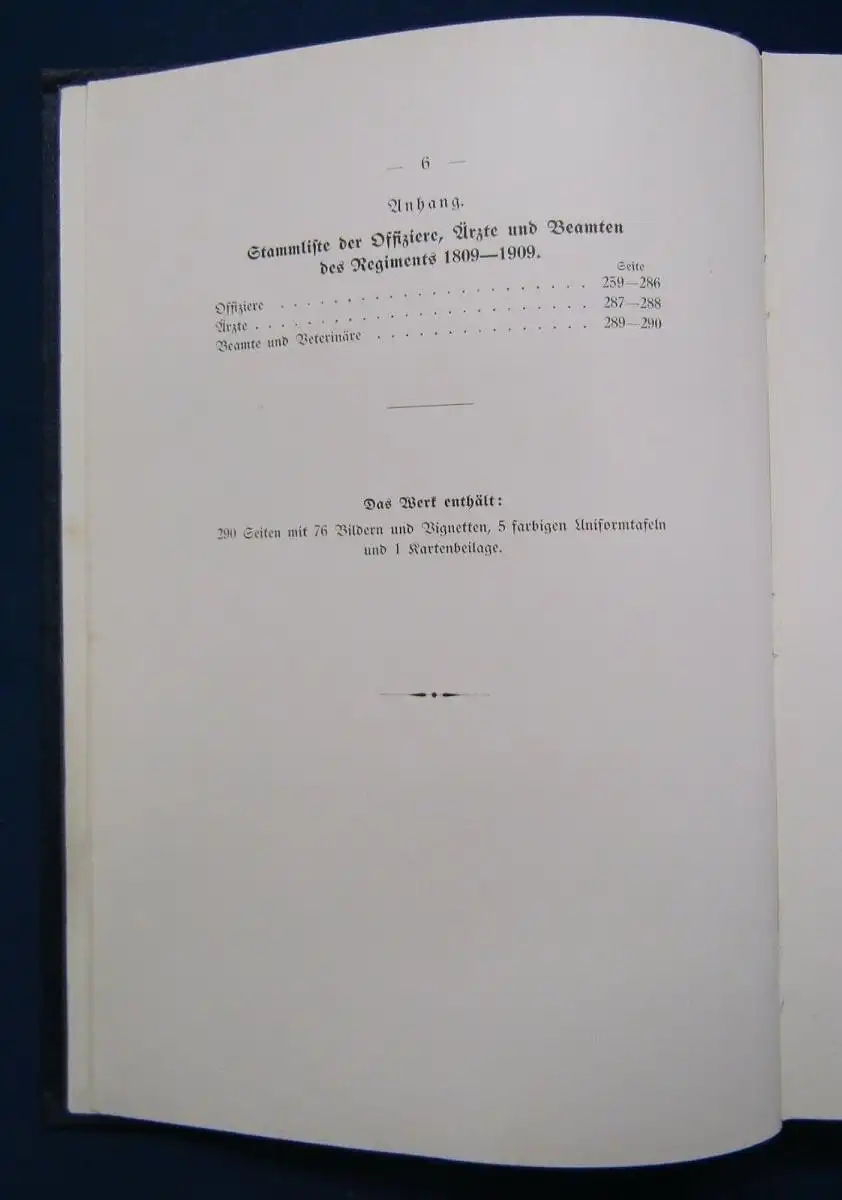 — 6 —
Anhang.
Stammliste der Offiziere, Ärzte und Beamten
des Regiments 1809—1909.
Seite
Offiziere . . . . . . . . . . . . . . . . . . . . . . . 259—286
Ärzte . . . . . . . . . . . . . . . . . . . . . . . . 287—288
Beamte und Veterinäre . . . . . . . . . . . . . . 289—290
Das Werk enthält:
290 Seiten mit 76 Bildern und Vignetten, 5 farbigen Uniformtafeln
und 1 Kartenbeilage.